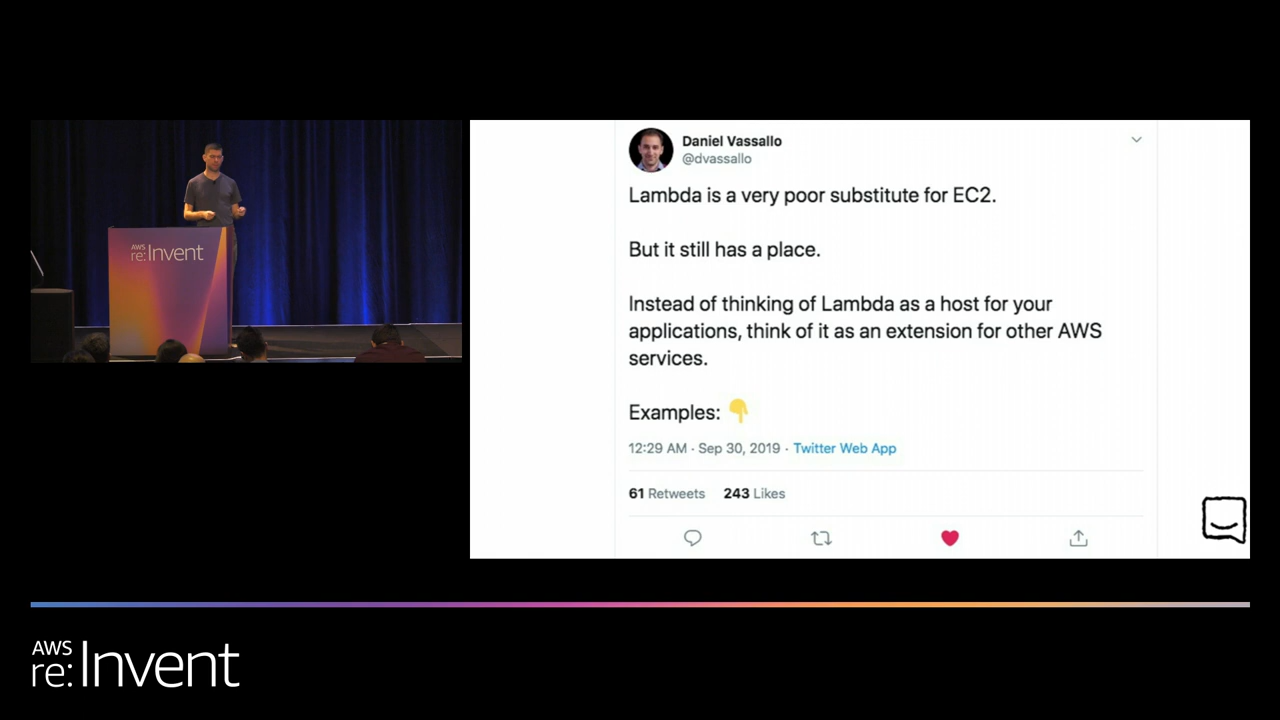 AWS
re:Invent
Daniel Vassallo
@dvassallo
Lambda is a very poor substitute for EC2.
But it still has a place.
Instead of thinking of Lambda as a host for your
applications, think of it as an extension for other AWS
services.
Examples: 👇
12:29 AM · Sep 30, 2019 · Twitter Web App
61 Retweets 243 Likes
AWS
re:Invent